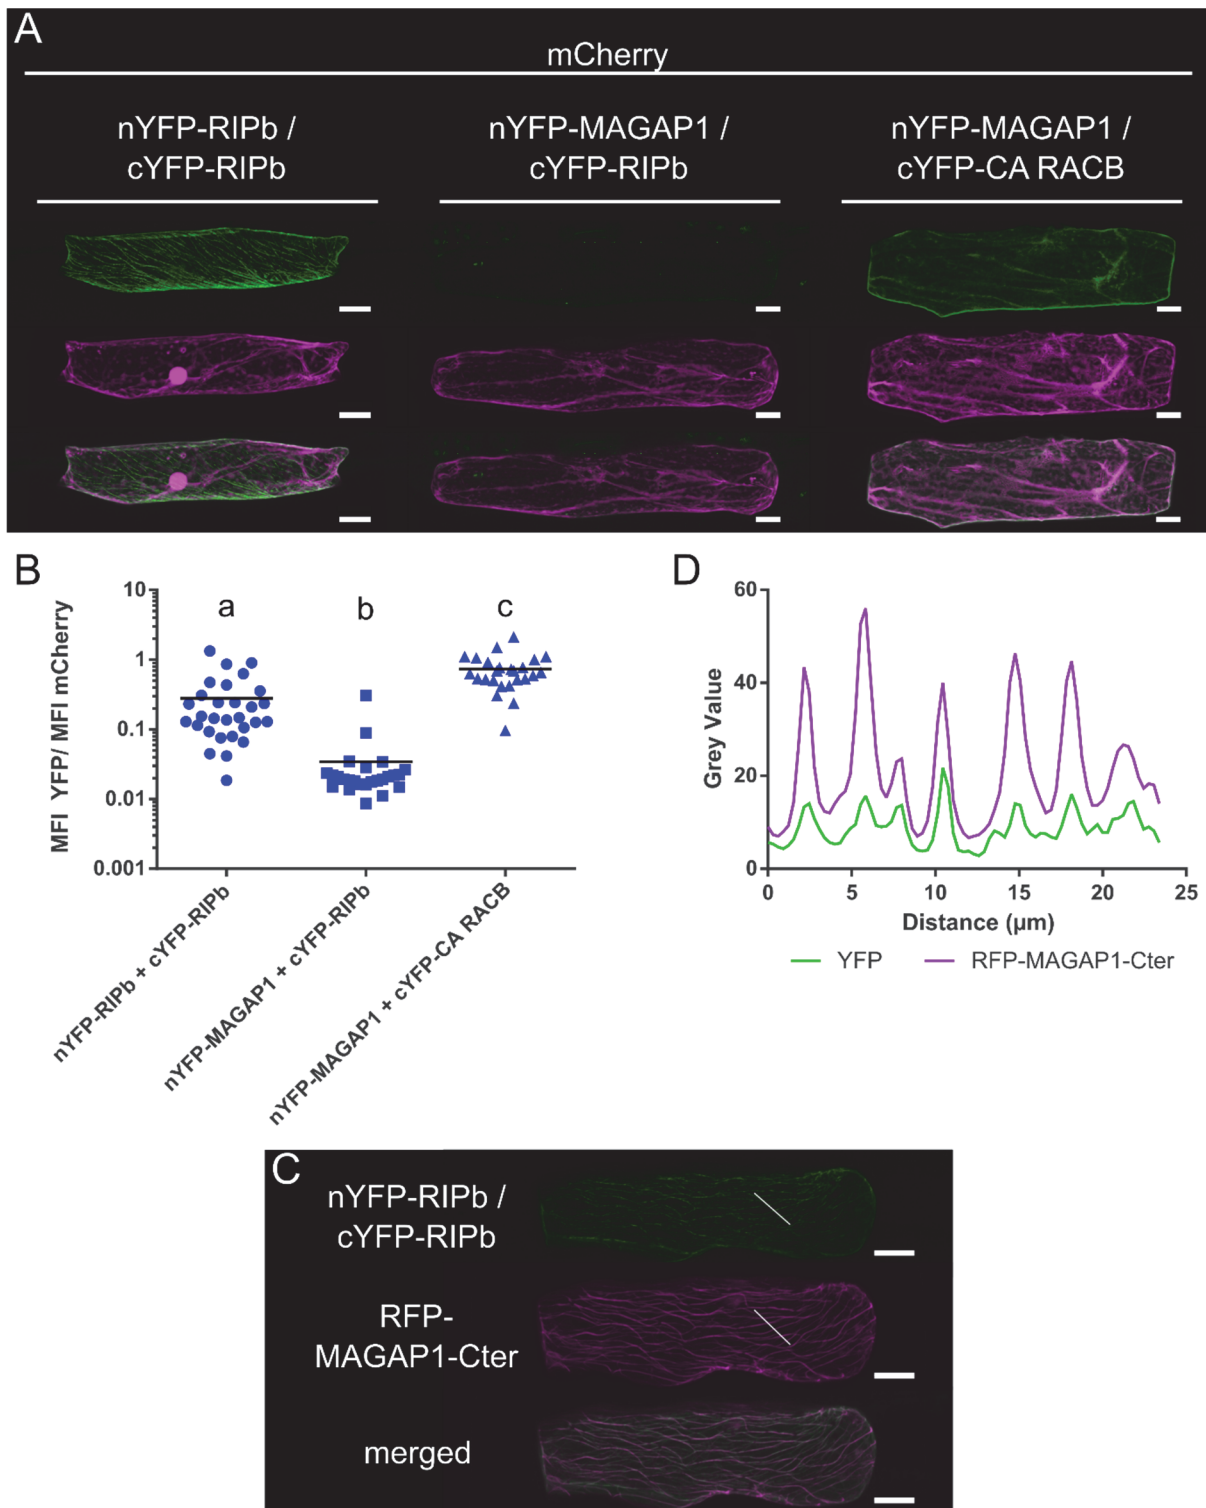 A
mCherry
nYFP-RIPb /
cYFP-RIPb
nYFP-MAGAP1 /
cYFP-RIPb
nYFP-MAGAP1 /
cYFP-CA RACB
B
MFI YFP/ MFI mCherry
10
1
0.1
0.01
0.001
a
b
c
nYFP-RIPb + cYFP-RIPb
nYFP-MAGAP1 + cYFP-RIPb
nYFP-MAGAP1 + cYFP-CA RACB
D
Grey Value
60
40
20
0
0
5
10
15
20
25
Distance (µm)
YFP
RFP-MAGAP1-Cter
C
nYFP-RIPb /
cYFP-RIPb
RFP-
MAGAP1-Cter
merged